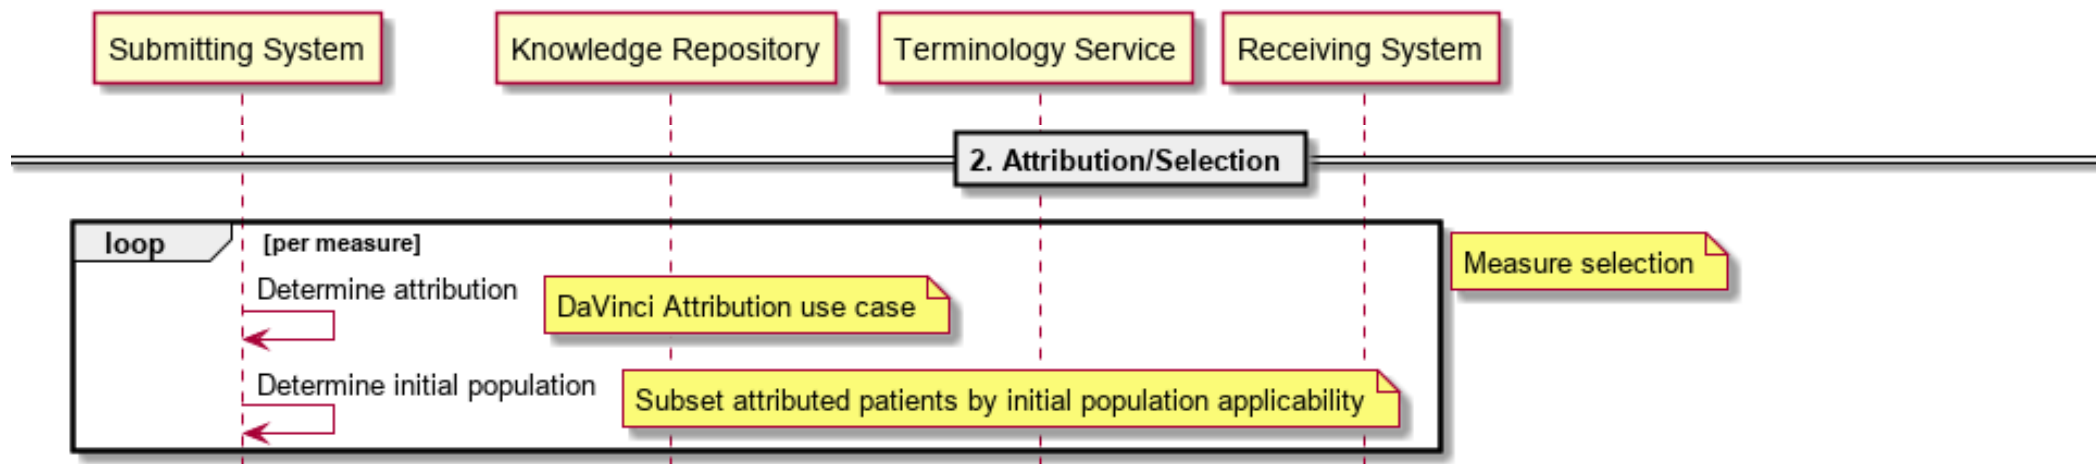 Submitting System
Knowledge Repository
Terminology Service
Receiving System
2. Attribution/Selection
loop
[per measure]
Measure selection
Determine attribution
DaVinci Attribution use case
Determine initial population
Subset attributed patients by initial population applicability